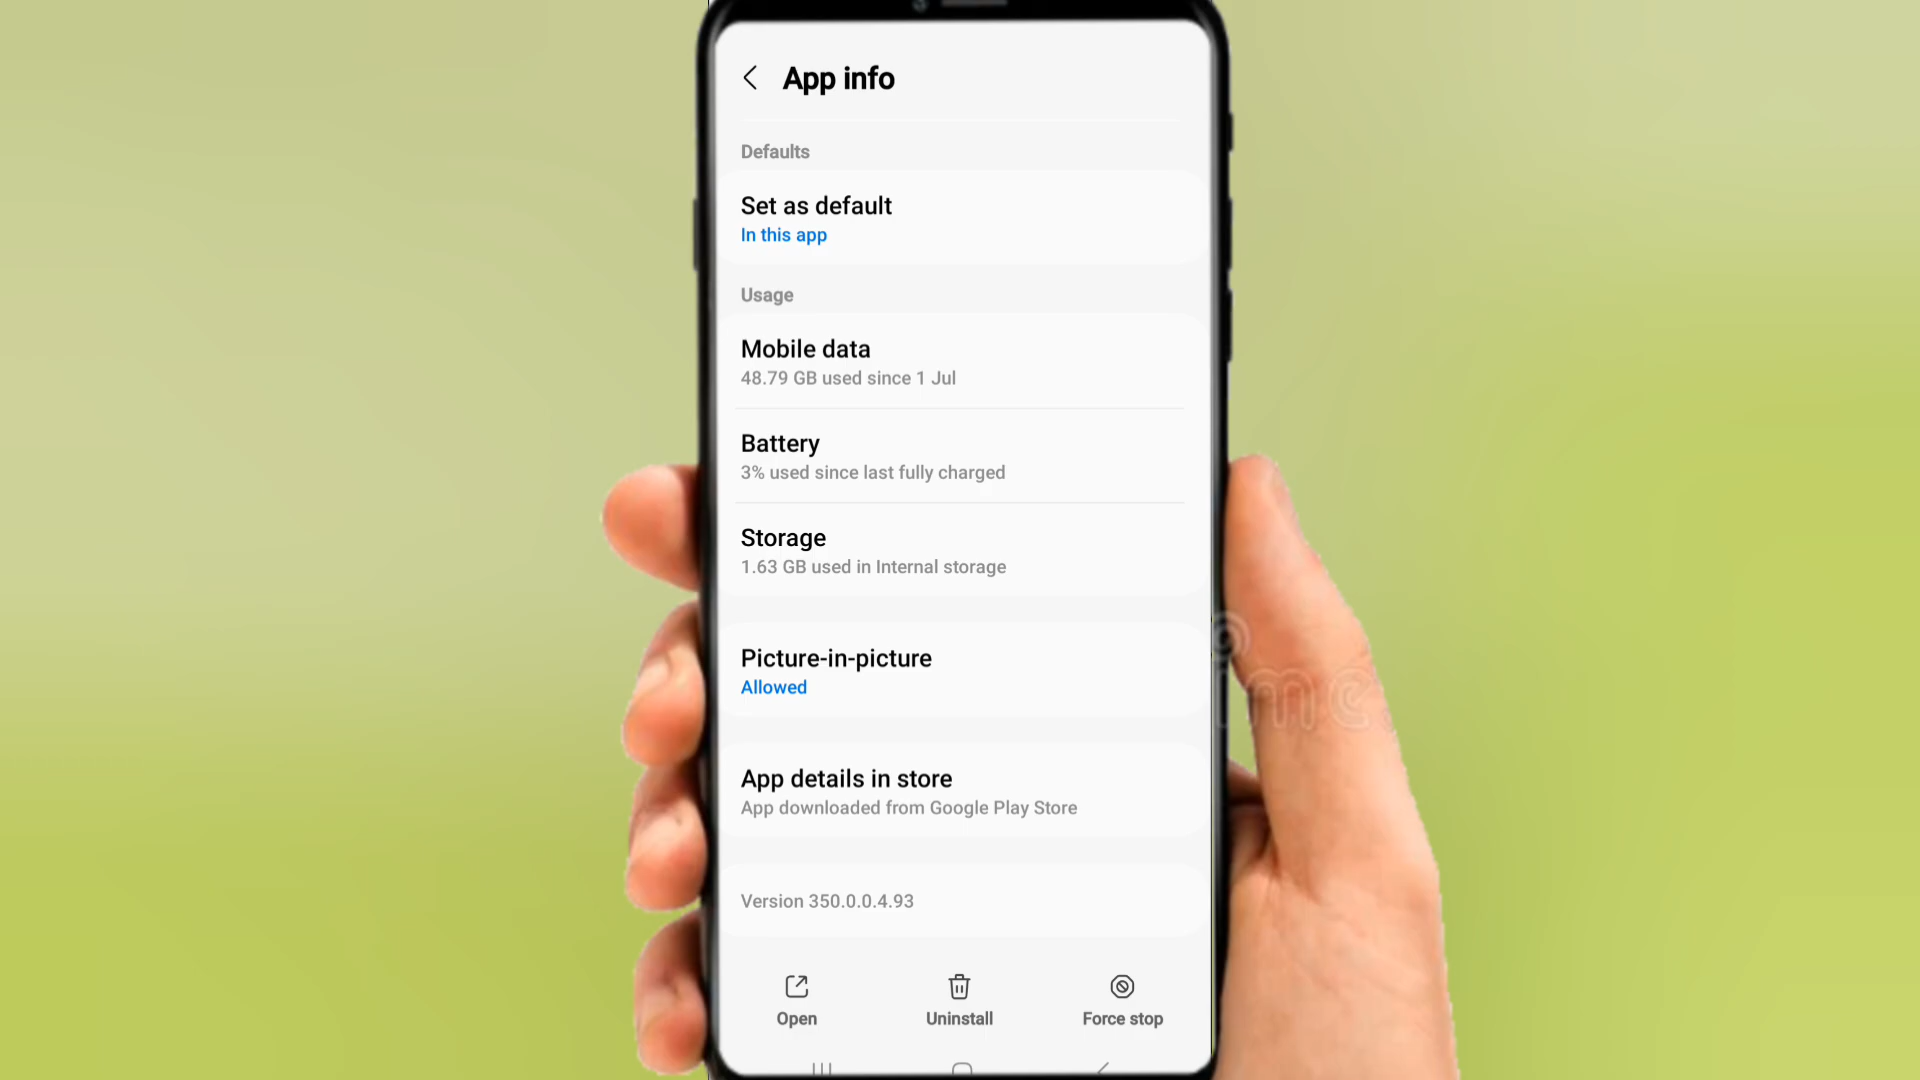 App info
Defaults
Set as default
In this app
Usage
Mobile data
48.79 GB used since 1 Jul
Battery
3% used since last fully charged
Storage
1.63 GB used in Internal storage
Picture-in-picture
Allowed
App details in store
App downloaded from Google Play Store
Version 350.0.0.4.93
Open
Uninstall
Force stop